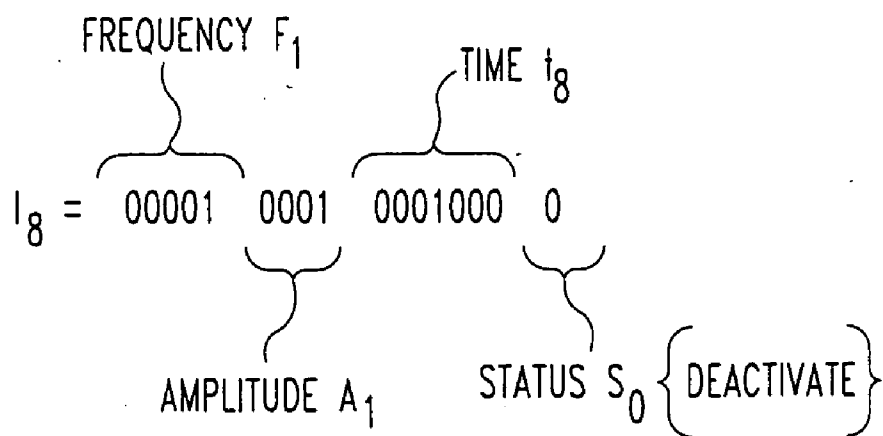 FREQUENCY F1
TIME t8
I8 = 00001 0001 0001000 0
AMPLITUDE A1
STATUS S0 {DEACTIVATE}